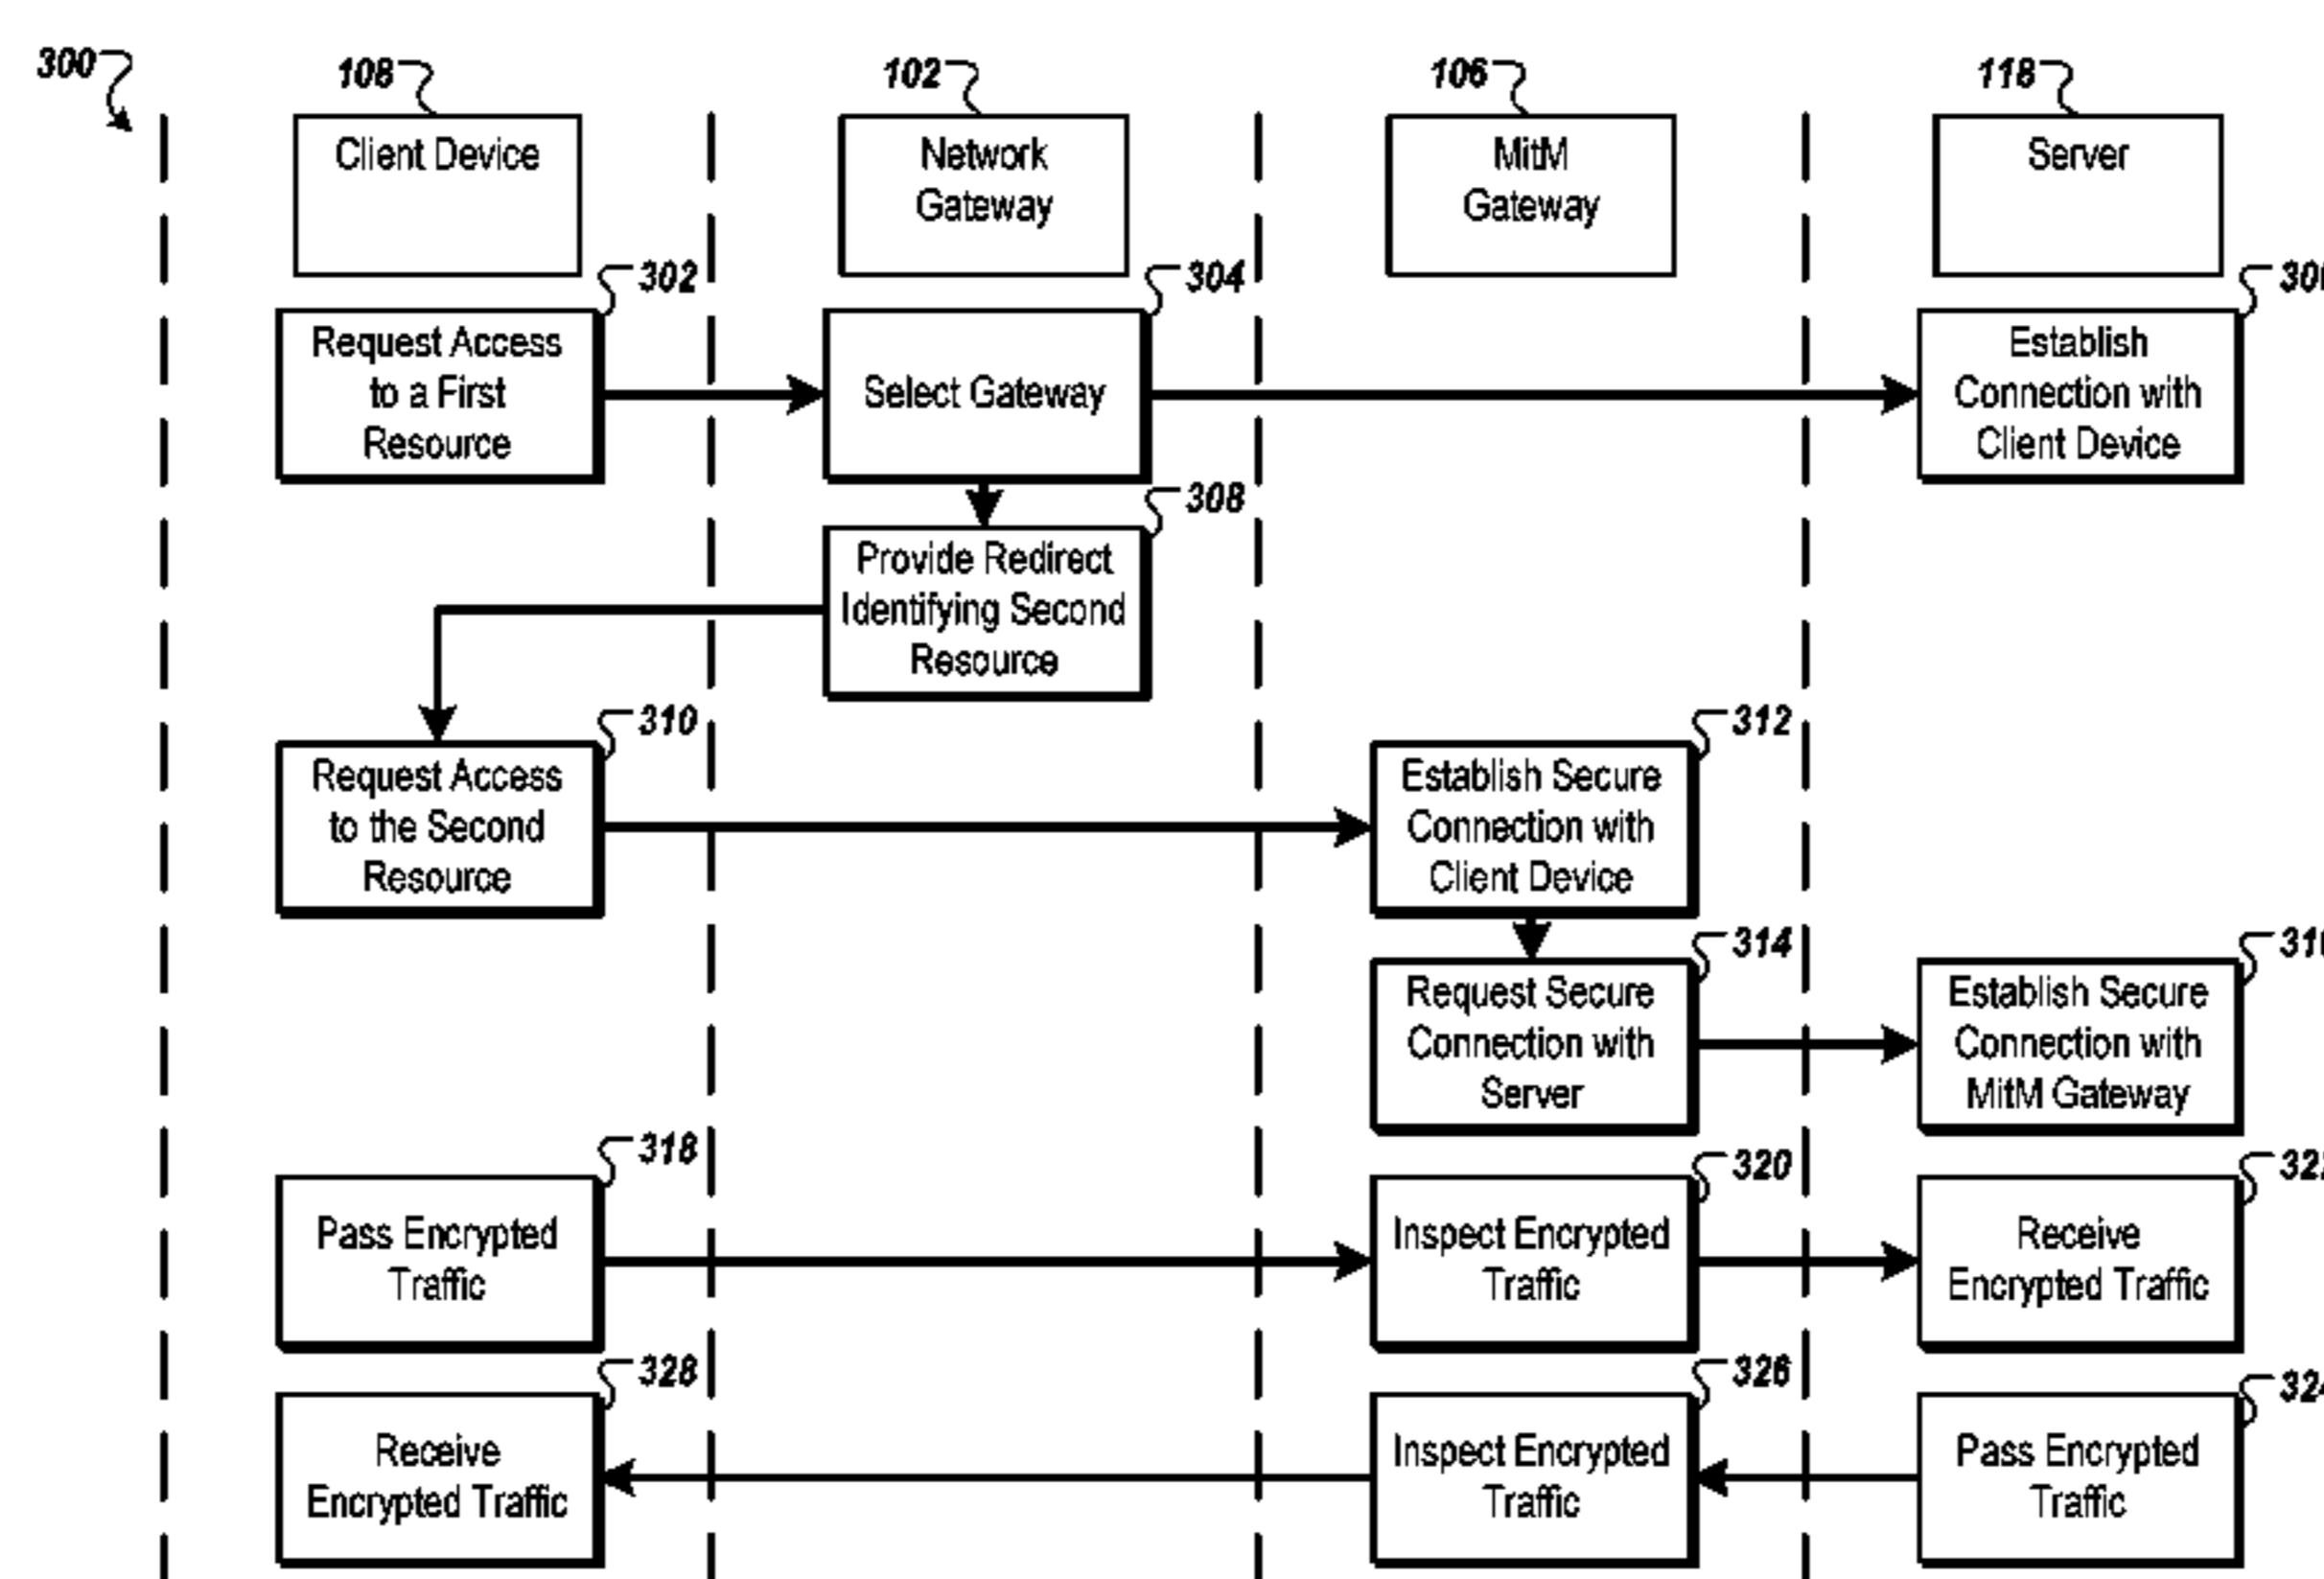 300
108
102
106
118
Client Device
Network
Gateway
MitM
Gateway
Server
302
304
Request Access
to a First
Resource
Select Gateway
Establish
Connection with
Client Device
308
Provide Redirect
Identifying Second
Resource
310
312
Request Access
to the Second
Resource
Establish Secure
Connection with
Client Device
314
Request Secure
Connection with
Server
Establish Secure
Connection with
MitM Gateway
318
320
Pass Encrypted
Traffic
Inspect Encrypted
Traffic
Receive
Encrypted Traffic
328
326
Receive
Encrypted Traffic
Inspect Encrypted
Traffic
Pass Encrypted
Traffic